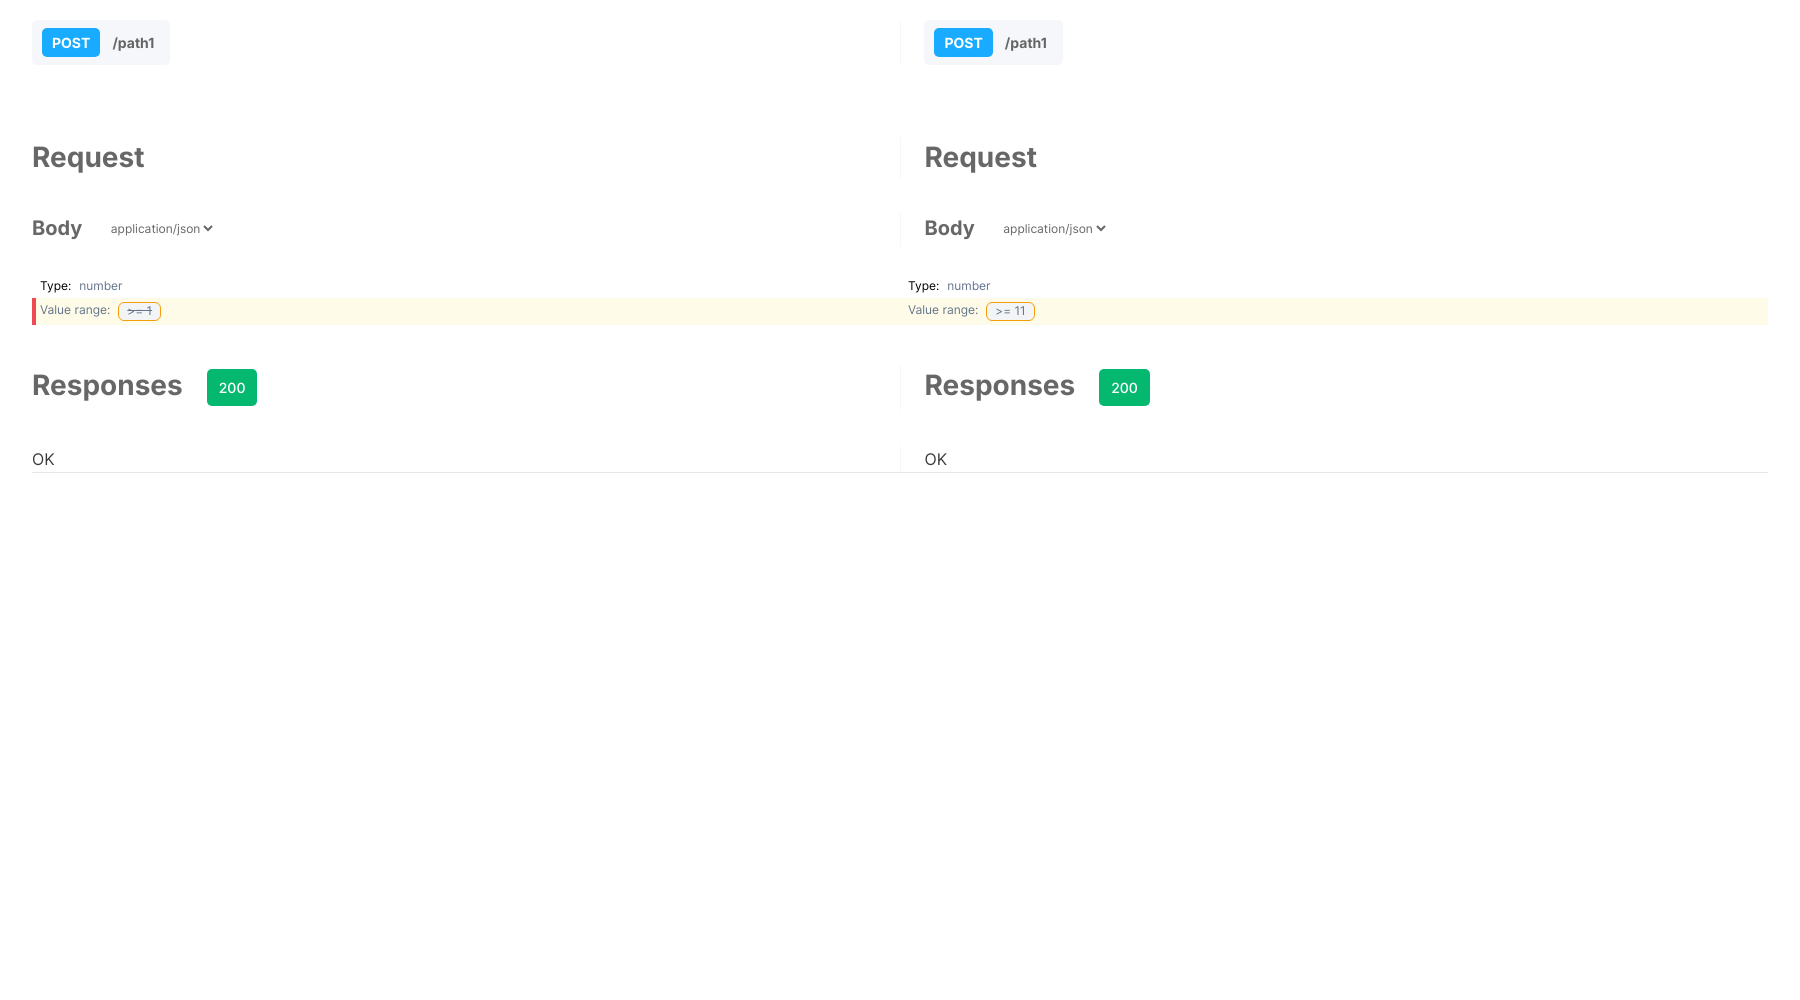 POST /path1 POST /path1
Request Request
Body application/json Body application/json
Type: number Type: number
Value range: >= 1 Value range: >= 11
Responses 200 Responses 200
OK OK